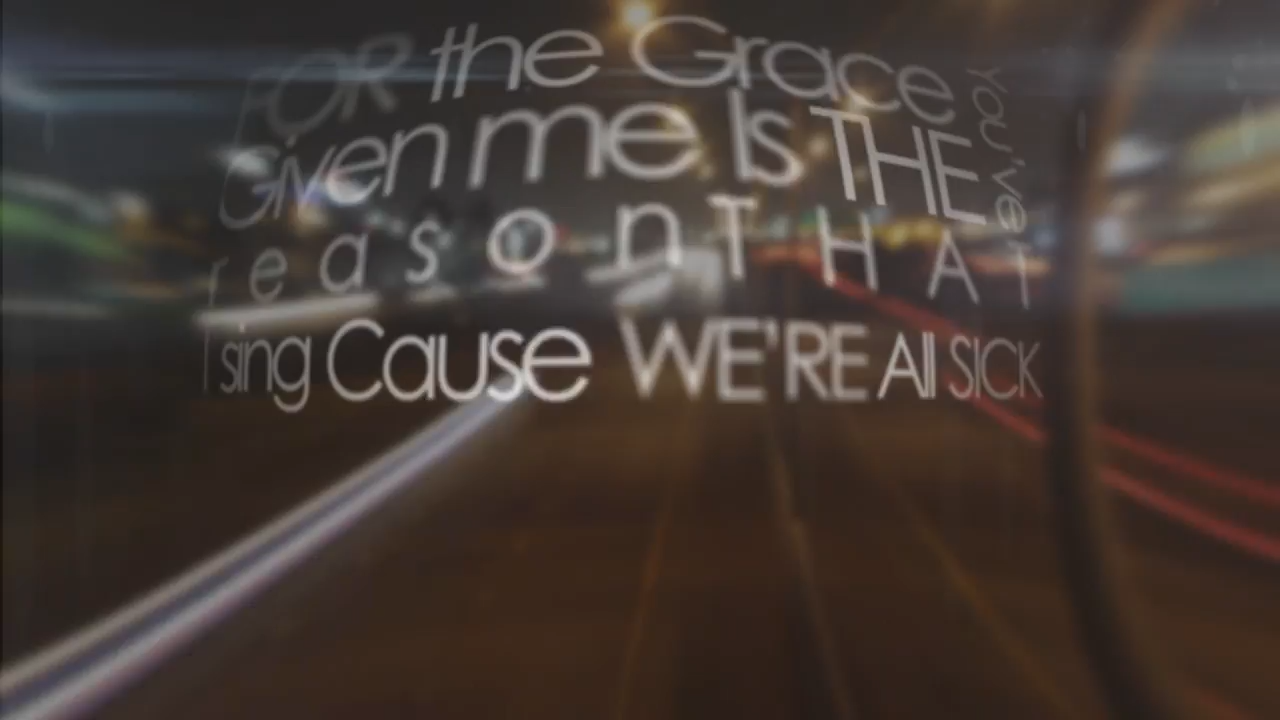 FOR the Grace You've
Given me Is THE
reason THAT
I sing Cause WE'RE All SICK